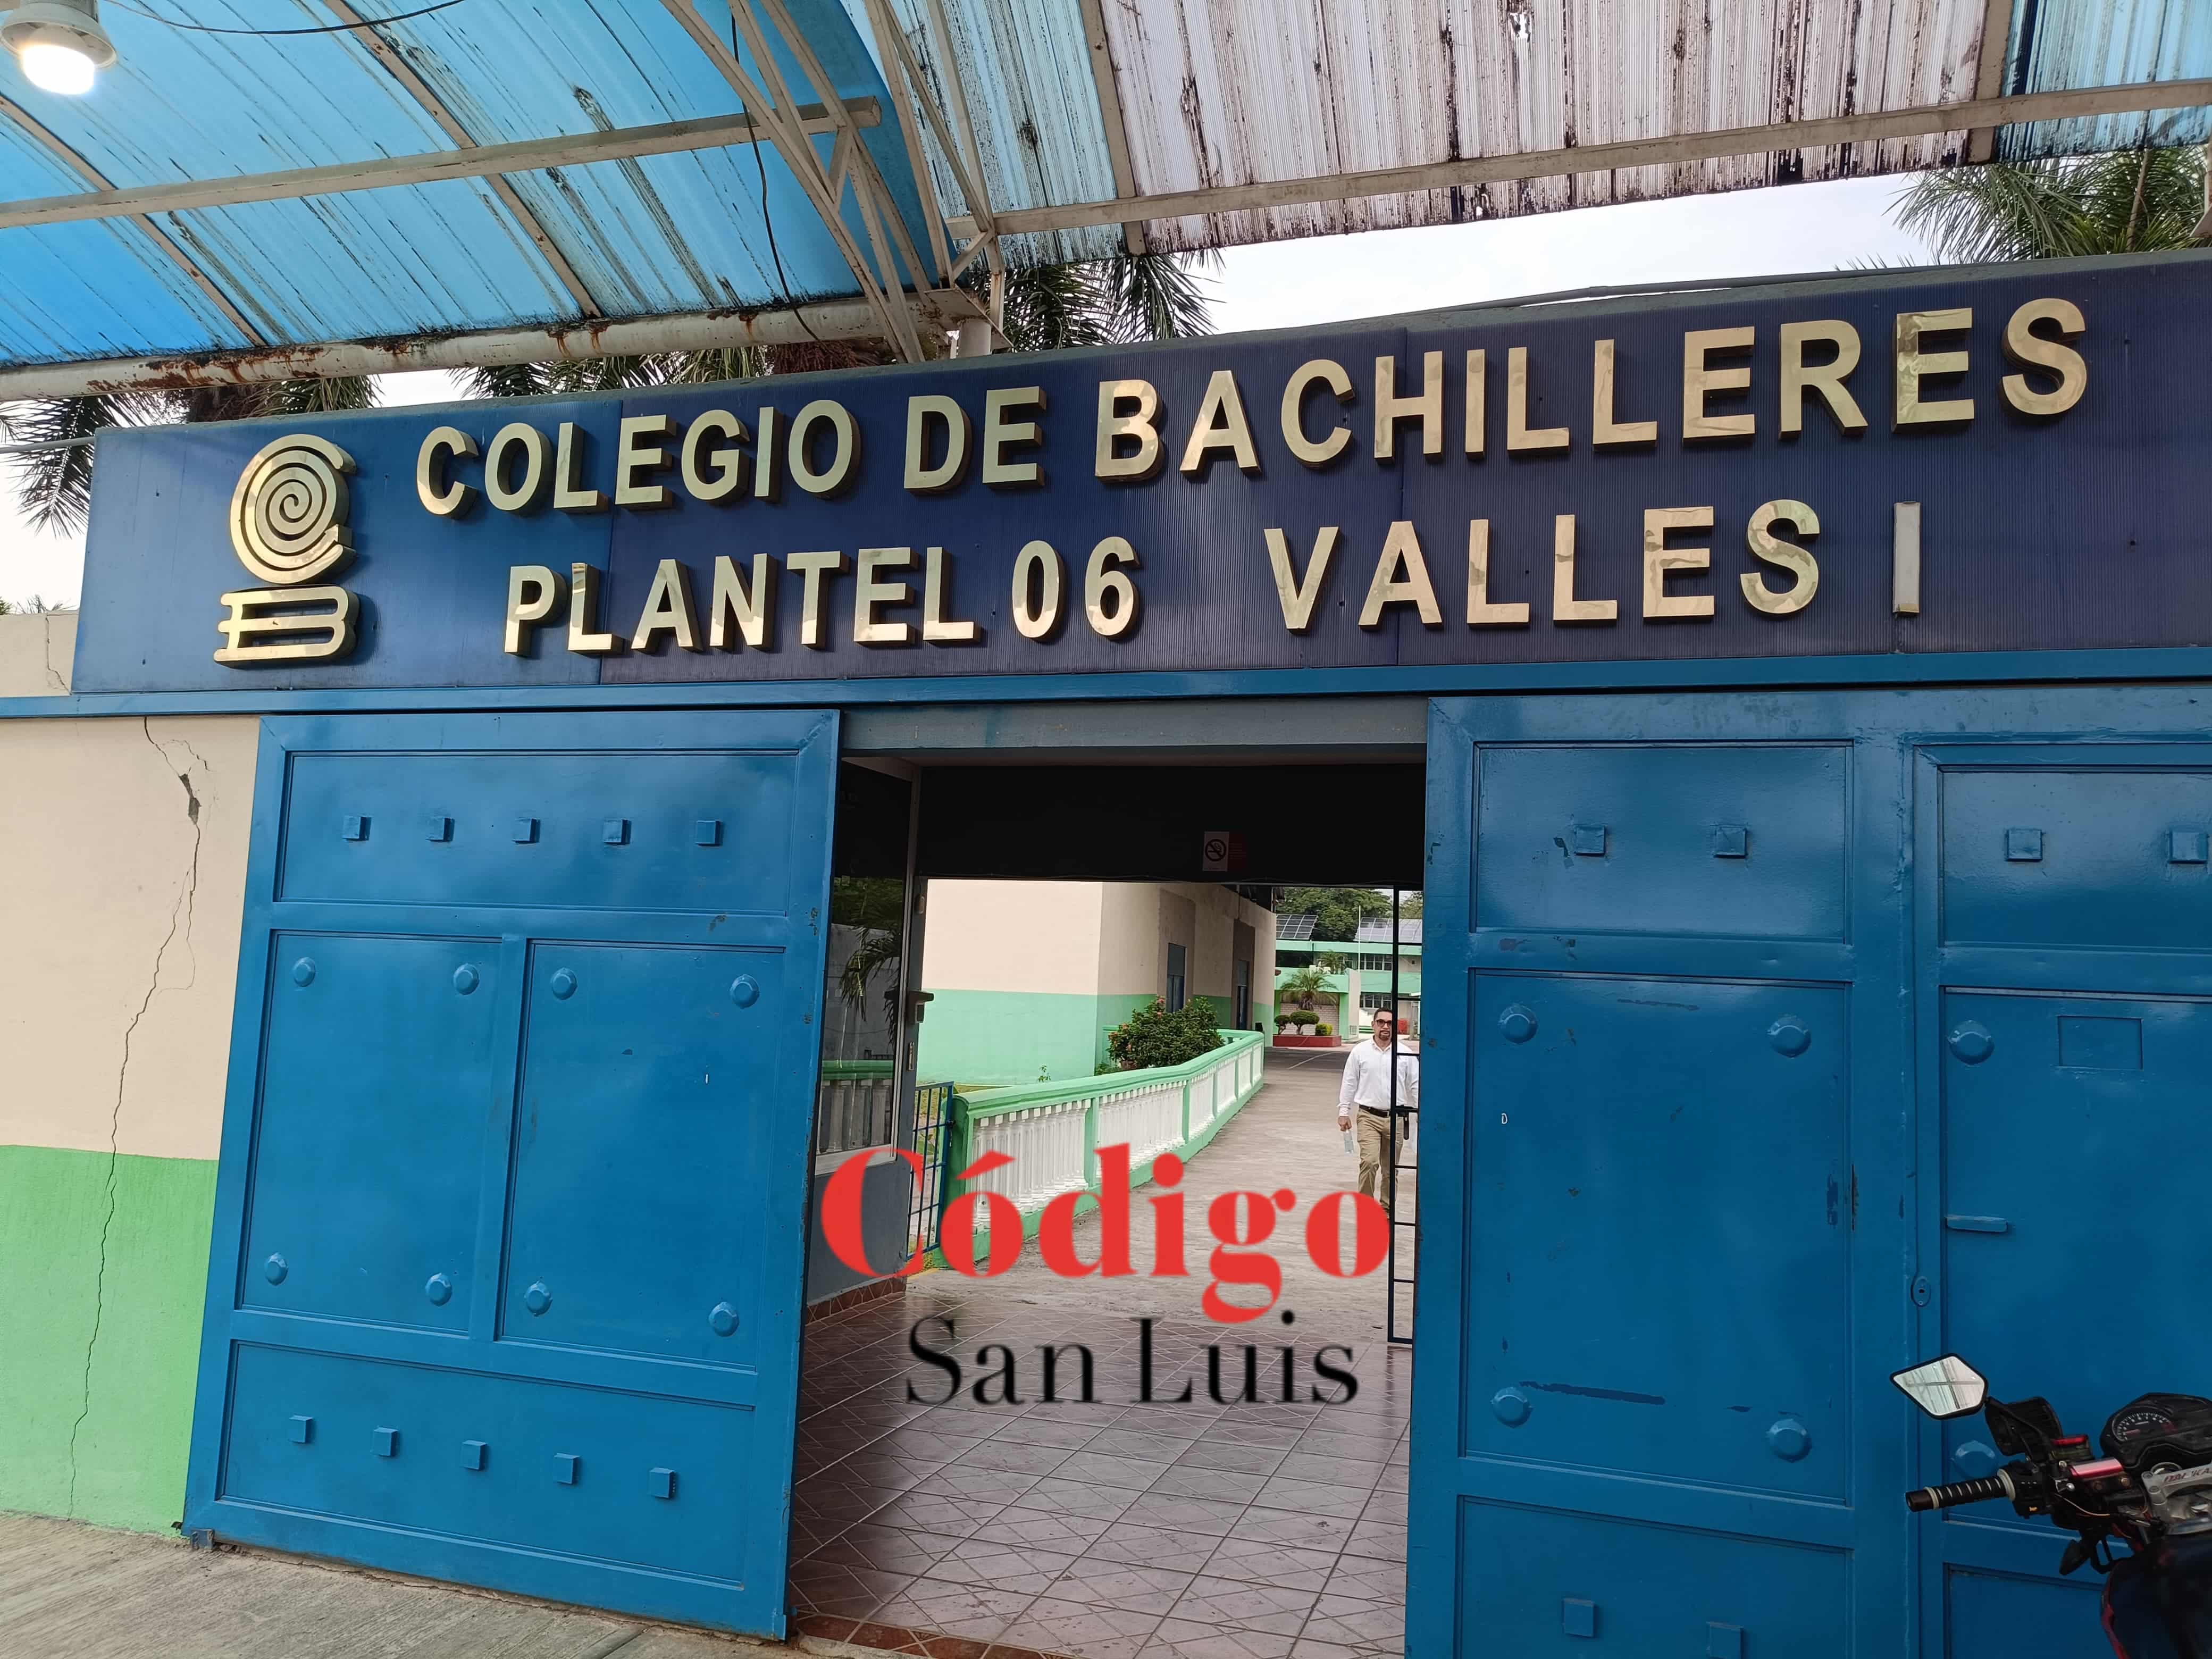 COLEGIO DE BACHILLERES
PLANTEL 06 VALLES I
Código
San Luis